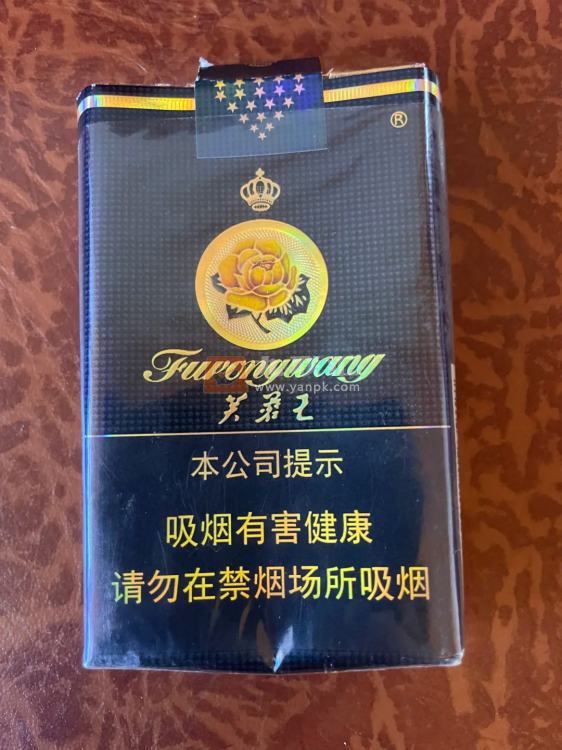 ®
Furongwang
www.yanpk.com
芙蓉王
本公司提示
吸烟有害健康
请勿在禁烟场所吸烟